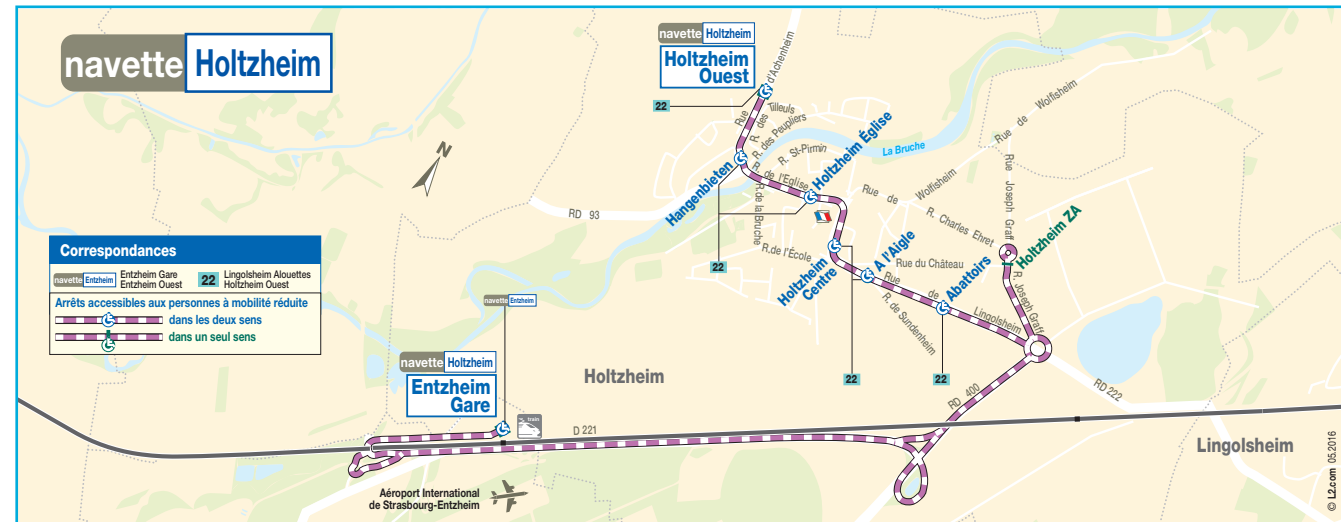 navette Holtzheim
navette Holtzheim
Holtzheim
Ouest
22
Rue d'Achenheim
R. des Tilleuls
R. des Peupliers
R. St-Pirmin
La Bruche
Rue de Wolfisheim
Hangenbieten
R. de l'Eglise
Holtzheim Église
Rue de Wolfisheim
R. Charles Ehret
Rue Joseph Graff
Holtzheim ZA
R. Joseph Graff
N
RD 93
R. de la Bruche
R.de l'École
22
Holtzheim
Centre
A l'Aigle
Rue du Château
Abattoirs
Rue de Lingolsheim
R. de Sundenheim
22
22
Correspondances
navette Entzheim
Entzheim Gare
Entzheim Ouest
22
Lingolsheim Alouettes
Holtzheim Ouest
Arrêts accessibles aux personnes à mobilité réduite
dans les deux sens
dans un seul sens
navette Entzheim
navette Holtzheim
Entzheim
Gare
train
Holtzheim
D 221
RD 400
RD 222
Lingolsheim
Aéroport International
de Strasbourg-Entzheim
© L2.com 05.2016